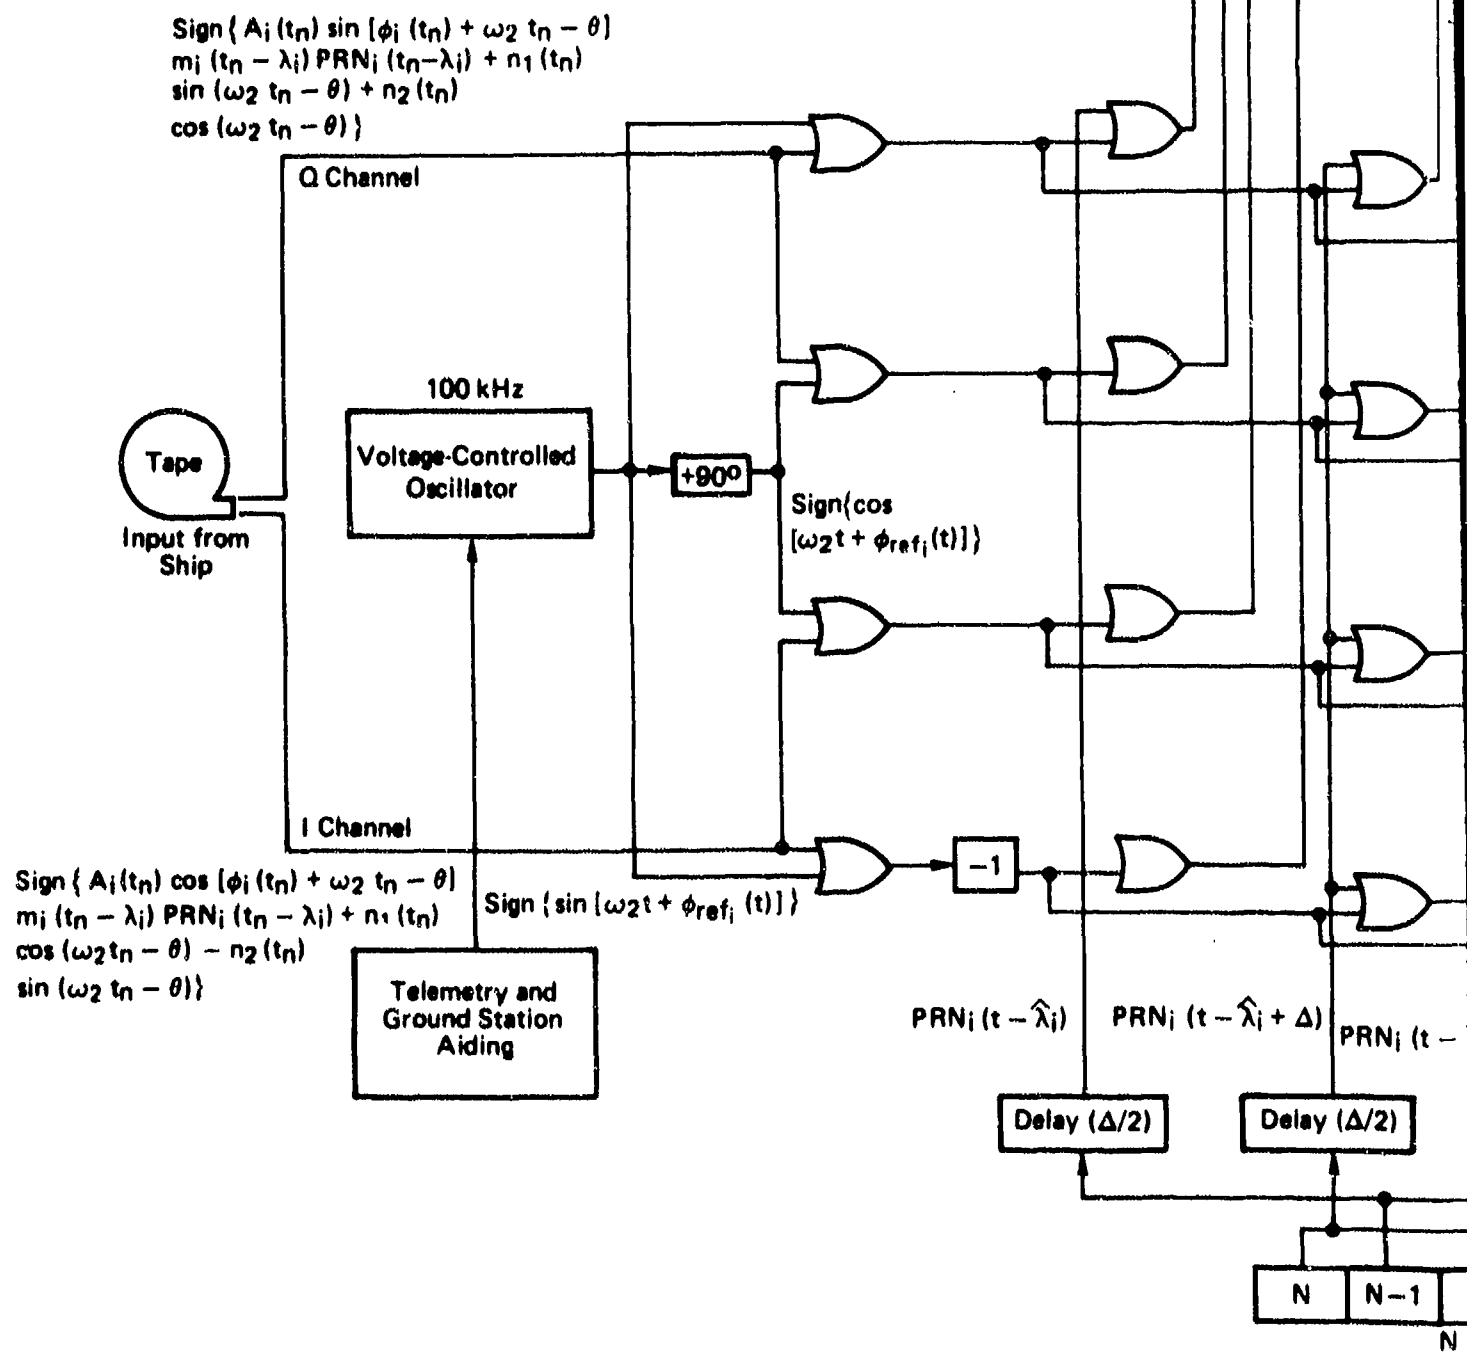 Sign{ Aᵢ(tₙ) sin [ϕᵢ (tₙ) + ω₂ tₙ − θ]
mᵢ (tₙ − λᵢ) PRNᵢ (tₙ−λᵢ) + n₁ (tₙ)
sin (ω₂ tₙ − θ) + n₂ (tₙ)
cos (ω₂ tₙ − θ) }
Q Channel
100 kHz
Voltage-Controlled
Oscillator
+90º
Tape
Input from
Ship
Sign{cos
[ω₂t + ϕrefᵢ(t)]}
I Channel
Sign { Aᵢ(tₙ) cos [ϕᵢ (tₙ) + ω₂ tₙ − θ]
mᵢ (tₙ − λᵢ) PRNᵢ (tₙ − λᵢ) + n₁ (tₙ)
cos (ω₂tₙ − θ) − n₂ (tₙ)
sin (ω₂ tₙ − θ)}
Sign {sin [ω₂t + ϕrefᵢ (t)]}
−1
Telemetry and
Ground Station
Aiding
PRNᵢ (t − λ̂ᵢ)
PRNᵢ (t − λ̂ᵢ + Δ)
PRNᵢ (t −
Delay (Δ/2)
Delay (Δ/2)
N
N−1
N